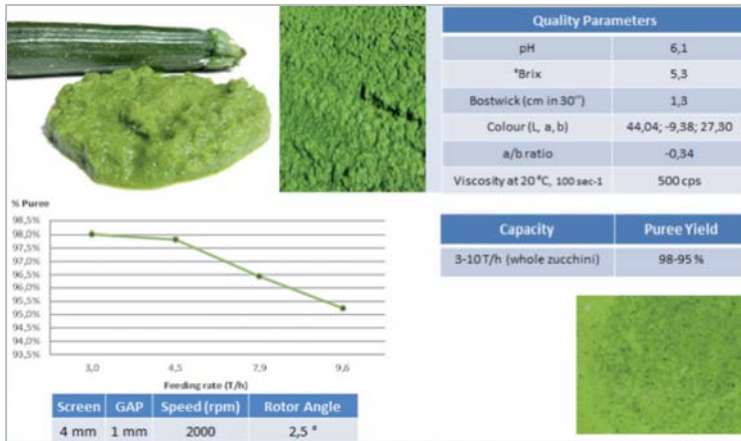 Quality Parameters
pH 6,1
°Brix 5,3
Bostwick (cm in 30'') 1,3
Colour (L, a, b) 44,04; -9,38; 27,30
a/b ratio -0,34
Viscosity at 20 °C, 100 sec-1 500 cps
% Puree
98,5%
98,0%
97,5%
97,0%
96,5%
96,0%
95,5%
95,0%
94,5%
94,0%
93,5%
3,0 4,5 7,9 9,6
Feeding rate (T/h)
Capacity Puree Yield
3-10 T/h (whole zucchini) 98-95 %
Screen GAP Speed (rpm) Rotor Angle
4 mm 1 mm 2000 2,5 °